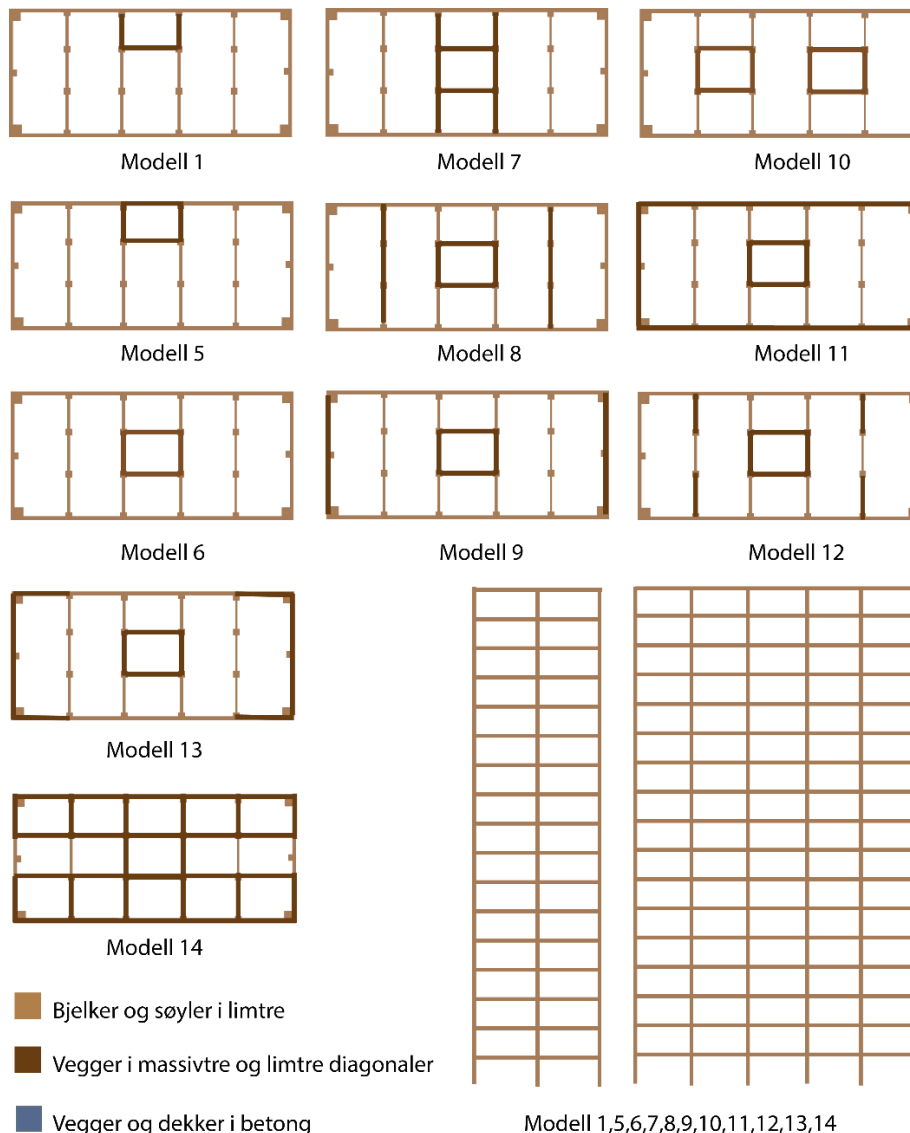 Modell 1
Modell 7
Modell 10
Modell 5
Modell 8
Modell 11
Modell 6
Modell 9
Modell 12
Modell 13
Modell 14
Bjelker og søyler i limtre
Vegger i massivtre og limtre diagonaler
Vegger og dekker i betong
Modell 1,5,6,7,8,9,10,11,12,13,14